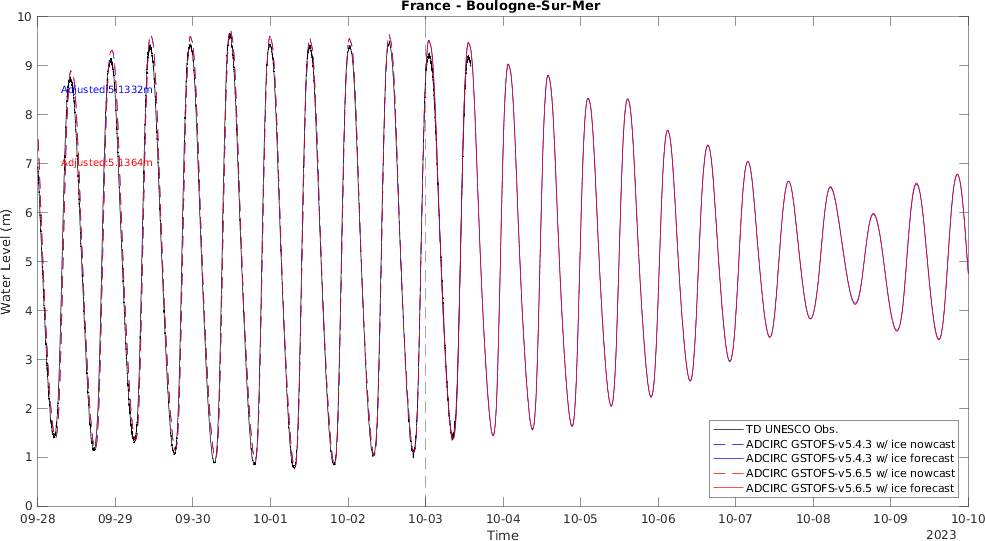 France - Boulogne-Sur-Mer
10
9
8
7
6
5
4
3
2
1
0
Water Level (m)
Adjusted:5.1332m
Adjusted:5.1364m
TD UNESCO Obs.
ADCIRC GSTOFS-v5.4.3 w/ ice nowcast
ADCIRC GSTOFS-v5.4.3 w/ ice forecast
ADCIRC GSTOFS-v5.6.5 w/ ice nowcast
ADCIRC GSTOFS-v5.6.5 w/ ice forecast
09-28 09-29 09-30 10-01 10-02 10-03 10-04 10-05 10-06 10-07 10-08 10-09 10-10
Time
2023